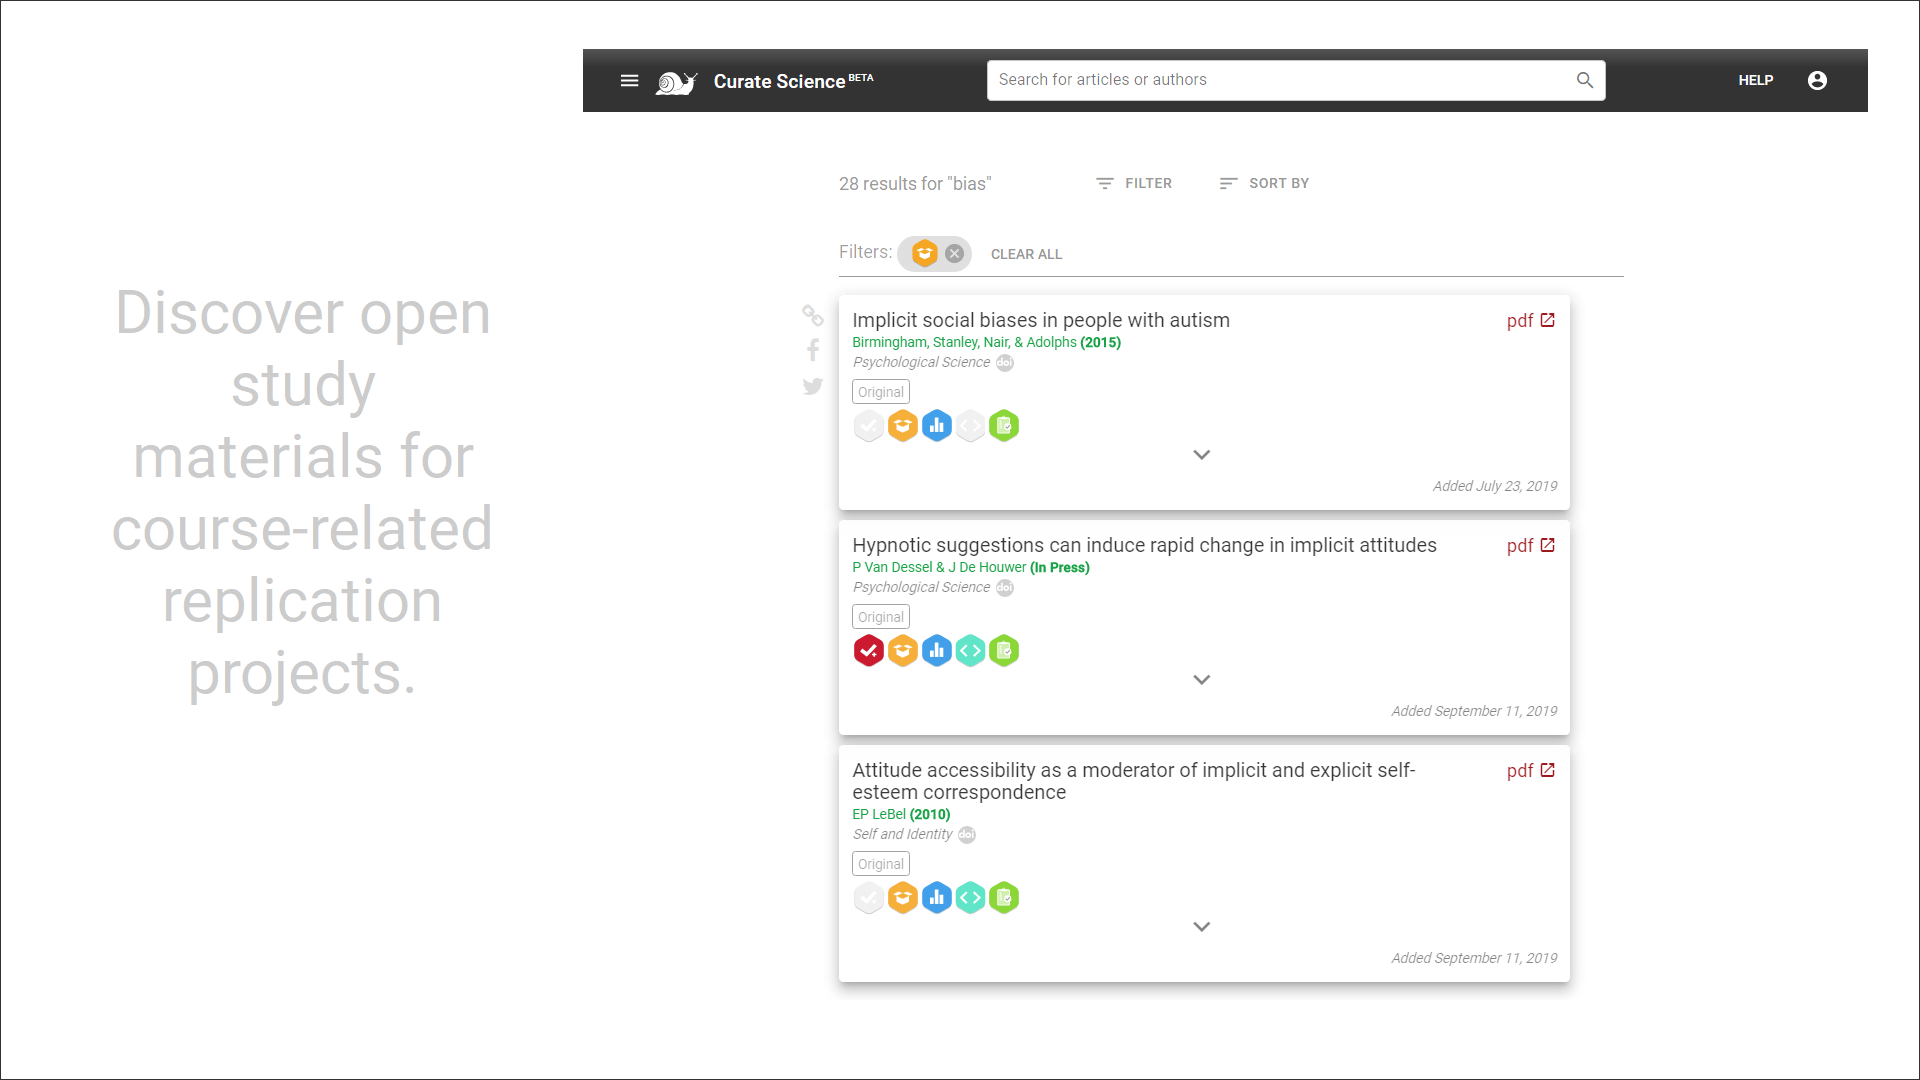 Discover open
study
materials for
course-related
replication
projects.
Curate Science BETA
Search for articles or authors
HELP
28 results for "bias"
FILTER
SORT BY
Filters:
CLEAR ALL
Implicit social biases in people with autism
pdf
Birmingham, Stanley, Nair, & Adolphs (2015)
Psychological Science doi
Original
Added July 23, 2019
Hypnotic suggestions can induce rapid change in implicit attitudes
pdf
P Van Dessel & J De Houwer (In Press)
Psychological Science doi
Original
Added September 11, 2019
Attitude accessibility as a moderator of implicit and explicit self-
esteem correspondence
pdf
EP LeBel (2010)
Self and Identity doi
Original
Added September 11, 2019